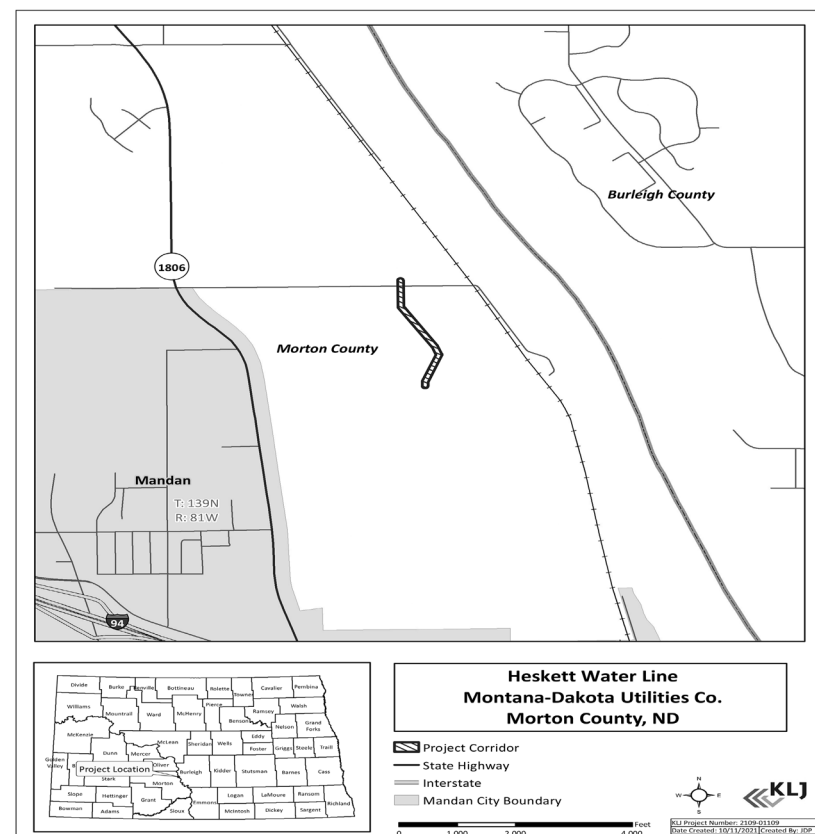 Burleigh County
1806
Morton County
Mandan
T: 139N
R: 81W
94
Divide
Burke
Renville
Bottineau
Rolette
Towner
Cavalier
Pembina
Williams
Mountrail
Ward
McHenry
Pierce
Benson
Ramsey
Walsh
McKenzie
McLean
Sheridan
Wells
Eddy
Foster
Nelson
Grand
Forks
Griggs
Steele
Traill
Golden
Valley
Dunn
Mercer
Oliver
B
Project Location
Stark
Morton
Burleigh
Kidder
Stutsman
Barnes
Cass
Slope
Hettinger
Grant
Bowman
Adams
Sioux
Emmons
Logan
LaMoure
Ransom
Richland
McIntosh
Dickey
Sargent
Heskett Water Line
Montana-Dakota Utilities Co.
Morton County, ND
Project Corridor
State Highway
Interstate
Mandan City Boundary
N
W E
S
KLJ
Feet
0 1,000 2,000 4,000
KLJ Project Number: 2109-01109
Date Created: 10/11/2021 Created By: JDP